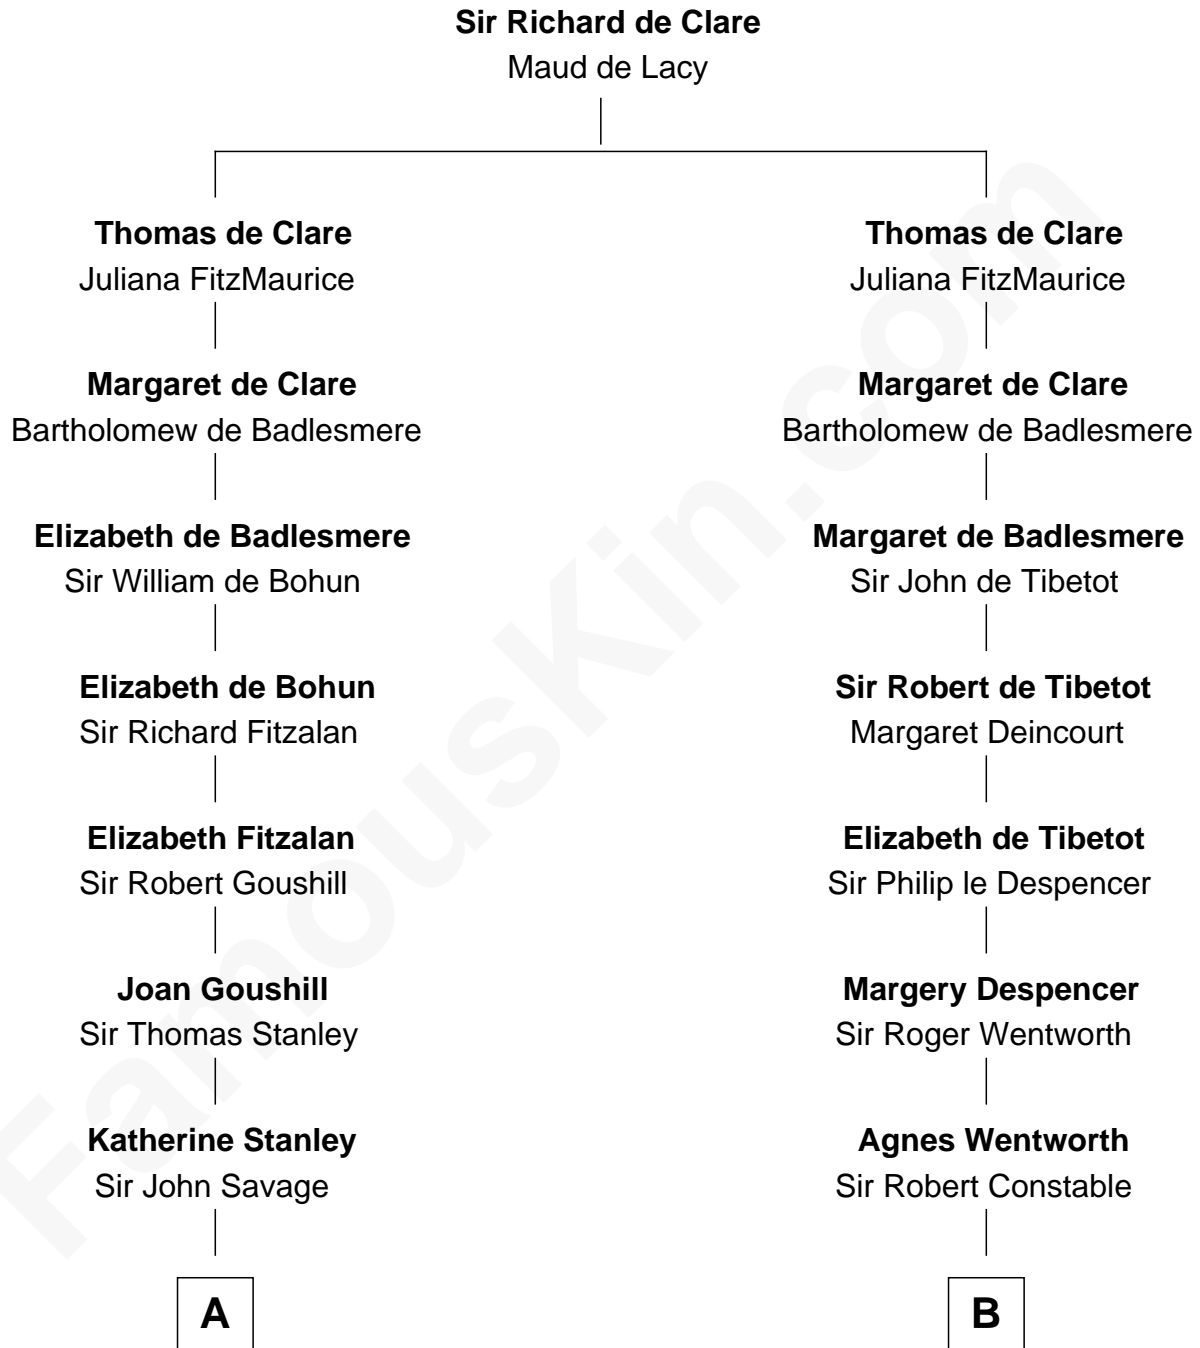 Sir Richard de Clare
Maud de Lacy
Thomas de Clare
Juliana FitzMaurice
Thomas de Clare
Juliana FitzMaurice
Margaret de Clare
Bartholomew de Badlesmere
Margaret de Clare
Bartholomew de Badlesmere
Elizabeth de Badlesmere
Sir William de Bohun
Margaret de Badlesmere
Sir John de Tibetot
Elizabeth de Bohun
Sir Richard Fitzalan
Sir Robert de Tibetot
Margaret Deincourt
Elizabeth Fitzalan
Sir Robert Goushill
Elizabeth de Tibetot
Sir Philip le Despencer
Joan Goushill
Sir Thomas Stanley
Margery Despencer
Sir Roger Wentworth
Katherine Stanley
Sir John Savage
Agnes Wentworth
Sir Robert Constable
A
B
FamousKin.com